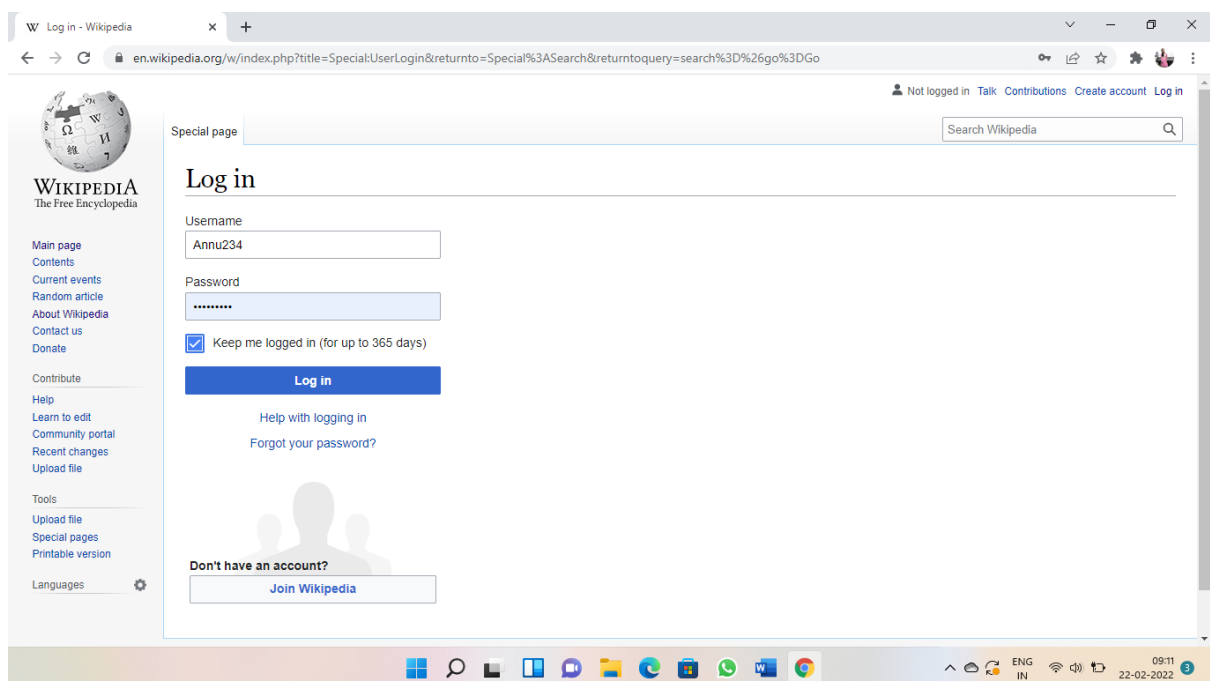 W Log in - Wikipedia
en.wikipedia.org/w/index.php?title=Special:UserLogin&returnto=Special%3ASearch&returntoquery=search%3D%26go%3DGo
Not logged in Talk Contributions Create account Log in
Special page
Search Wikipedia
Ω W И 維 7
WIKIPEDIA
The Free Encyclopedia
Main page
Contents
Current events
Random article
About Wikipedia
Contact us
Donate
Contribute
Help
Learn to edit
Community portal
Recent changes
Upload file
Tools
Upload file
Special pages
Printable version
Languages
Log in
Username
Annu234
Password
•••••••••
Keep me logged in (for up to 365 days)
Log in
Help with logging in
Forgot your password?
Don't have an account?
Join Wikipedia
W
ENG
IN
09:11
22-02-2022
3